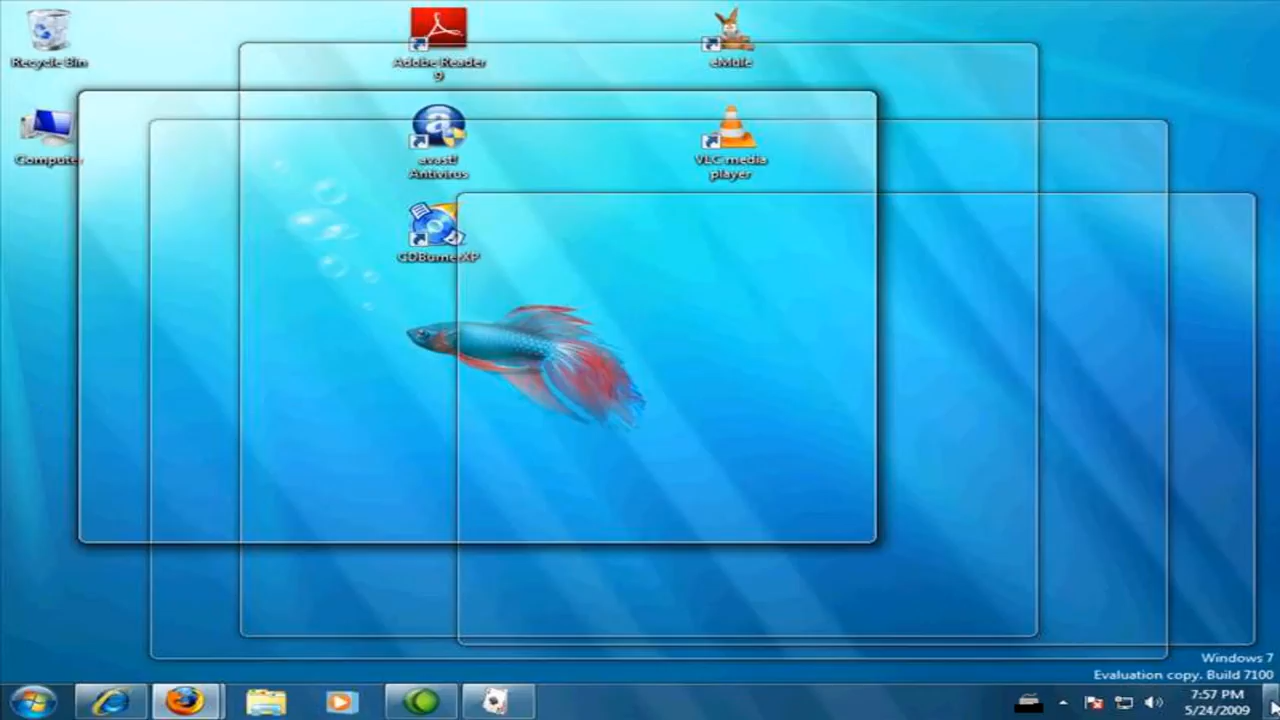 Recycle Bin
Adobe Reader
9
eMule
Computer
avast!
Antivirus
VLC media
player
CDBurnerXP
Windows 7
Evaluation copy. Build 7100
7:57 PM
5/24/2009